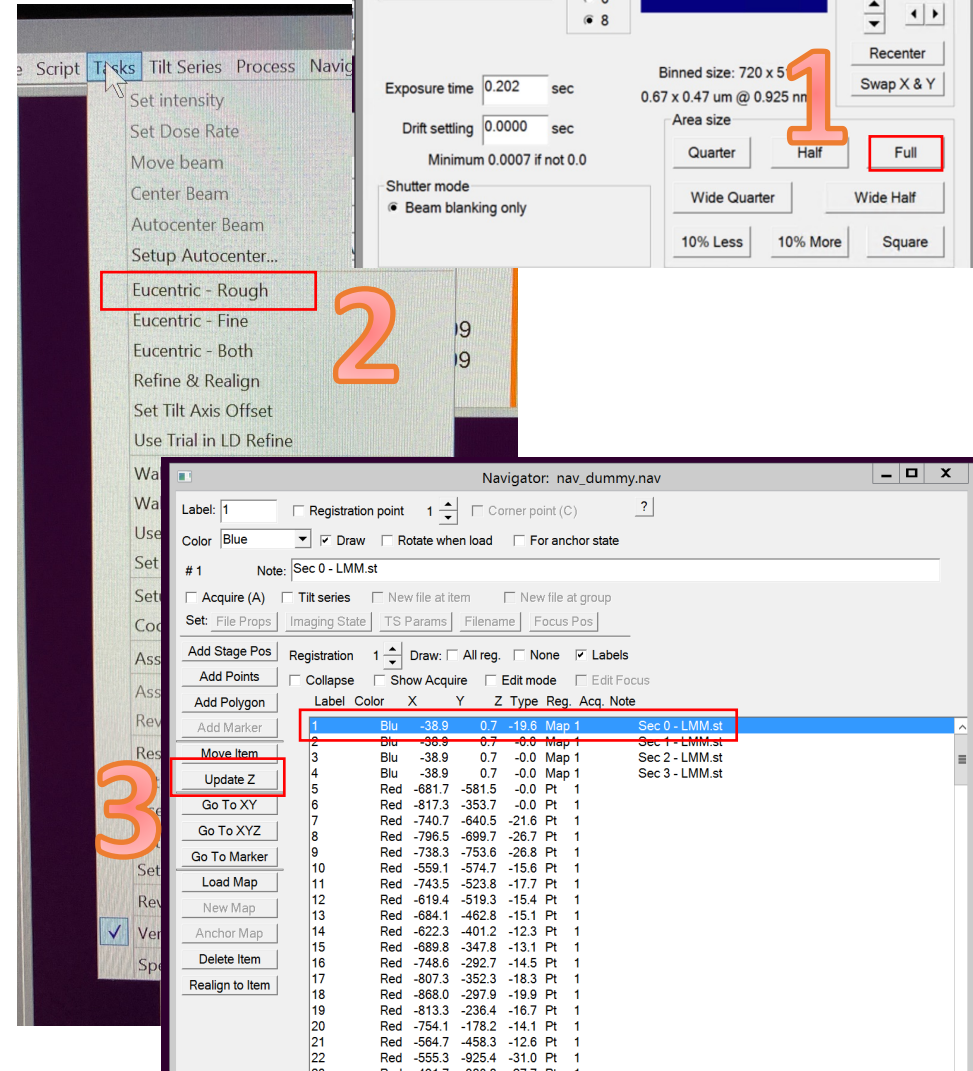 8
Recenter
Swap X & Y
Exposure time 0.202 sec
Binned size: 720 x
0.67 x 0.47 um @ 0.925
Drift settling 0.0000 sec
Minimum 0.0007 if not 0.0
Area size
Quarter Half Full
Shutter mode
Beam blanking only
Wide Quarter Wide Half
10% Less 10% More Square
1
Script Tasks Tilt Series Process Navig
Set intensity
Set Dose Rate
Move beam
Center Beam
Autocenter Beam
Setup Autocenter...
Eucentric - Rough
Eucentric - Fine
Eucentric - Both
Refine & Realign
Set Tilt Axis Offset
Use Trial in LD Refine
2
Navigator: nav_dummy.nav
Label: 1 Registration point 1 Corner point (C) ?
Color Blue Draw Rotate when load For anchor state
# 1 Note: Sec 0 - LMM.st
Acquire (A) Tilt series New file at item New file at group
Set: File Props Imaging State TS Params Filename Focus Pos
Registration 1 Draw: All reg. None Labels
Collapse Show Acquire Edit mode Edit Focus
Add Stage Pos
Add Points
Add Polygon
Add Marker
Move Item
Update Z
Go To XY
Go To XYZ
Go To Marker
Load Map
New Map
Anchor Map
Delete Item
Realign to Item
3
Label Color X Y Z Type Reg. Acq. Note
1 Blu -38.9 0.7 -19.6 Map 1 Sec 0 - LMM.st
2 Blu -38.9 0.7 -0.0 Map 1 Sec 1 - LMM.st
3 Blu -38.9 0.7 -0.0 Map 1 Sec 2 - LMM.st
4 Blu -38.9 0.7 -0.0 Map 1 Sec 3 - LMM.st
5 Red -681.7 -581.5 -0.0 Pt 1
6 Red -817.3 -353.7 -0.0 Pt 1
7 Red -740.7 -640.5 -21.6 Pt 1
8 Red -796.5 -699.7 -26.7 Pt 1
9 Red -738.3 -753.6 -26.8 Pt 1
10 Red -559.1 -574.7 -15.6 Pt 1
11 Red -743.5 -523.8 -17.7 Pt 1
12 Red -619.4 -519.3 -15.4 Pt 1
13 Red -684.1 -462.8 -15.1 Pt 1
14 Red -622.3 -401.2 -12.3 Pt 1
15 Red -689.8 -347.8 -13.1 Pt 1
16 Red -748.6 -292.7 -14.5 Pt 1
17 Red -807.3 -352.3 -18.3 Pt 1
18 Red -868.0 -297.9 -19.9 Pt 1
19 Red -813.3 -236.4 -16.7 Pt 1
20 Red -754.1 -178.2 -14.1 Pt 1
21 Red -564.7 -458.3 -12.6 Pt 1
22 Red -555.3 -925.4 -31.0 Pt 1